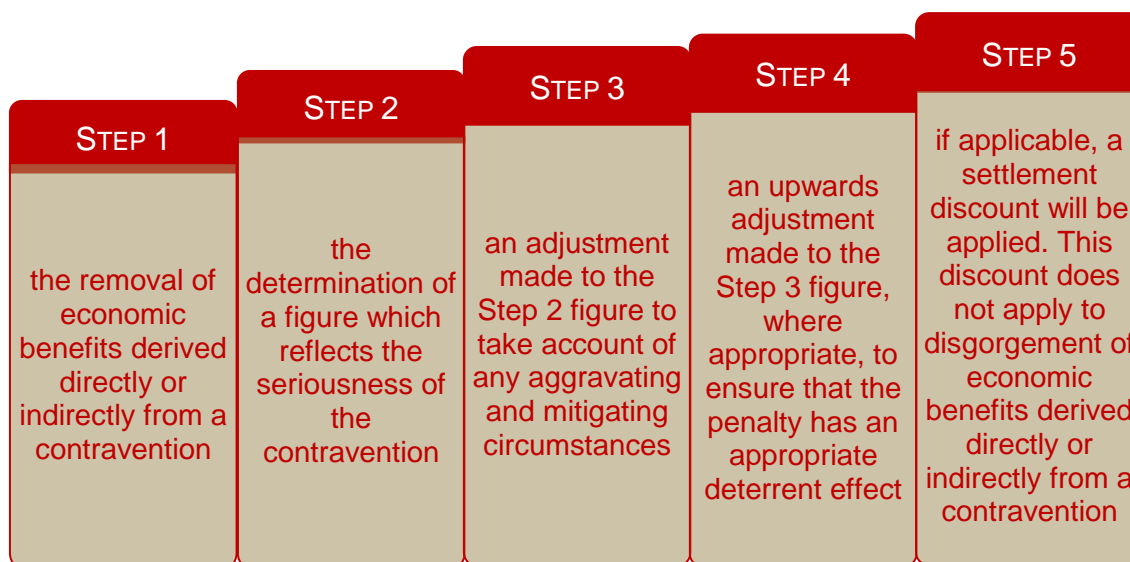 STEP 1
the removal of
economic
benefits derived
directly or
indirectly from a
contravention
STEP 2
the
determination of
a figure which
reflects the
seriousness of
the
contravention
STEP 3
an adjustment
made to the
Step 2 figure to
take account of
any aggravating
and mitigating
circumstances
STEP 4
an upwards
adjustment
made to the
Step 3 figure,
where
appropriate, to
ensure that the
penalty has an
appropriate
deterrent effect
STEP 5
if applicable, a
settlement
discount will be
applied. This
discount does
not apply to
disgorgement of
economic
benefits derived
directly or
indirectly from a
contravention